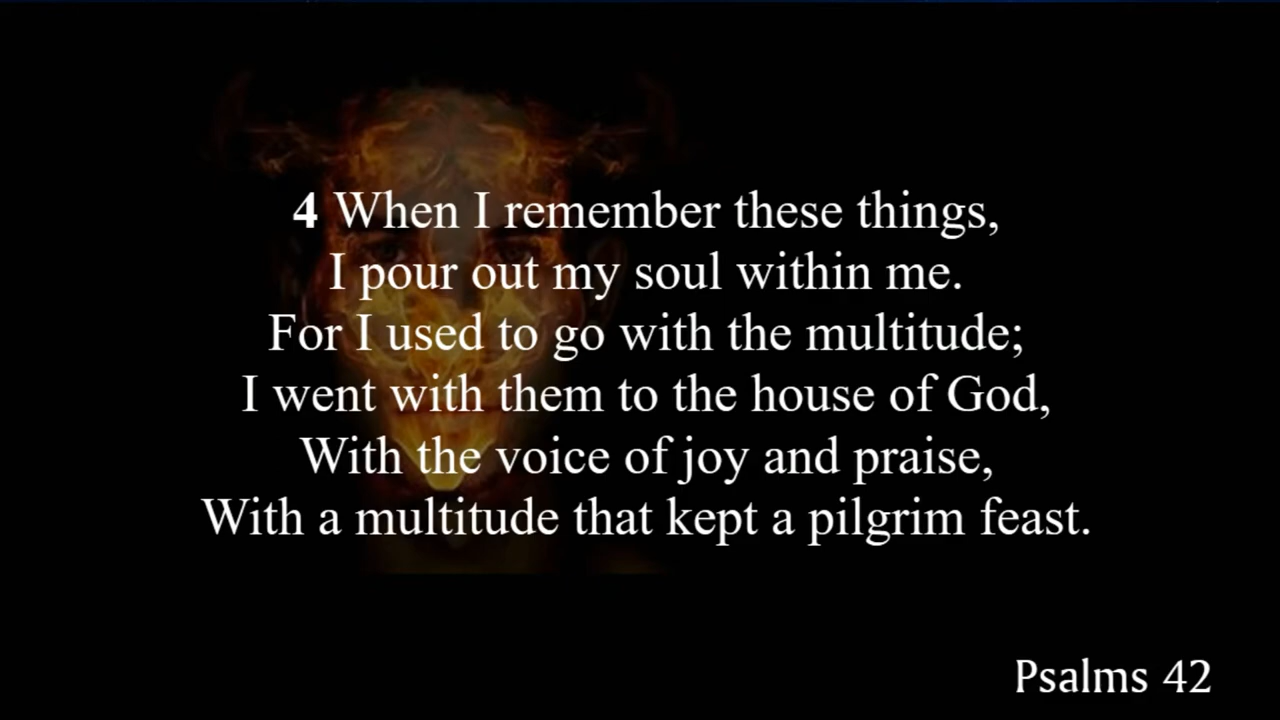 4 When I remember these things,
I pour out my soul within me.
For I used to go with the multitude;
I went with them to the house of God,
With the voice of joy and praise,
With a multitude that kept a pilgrim feast.
Psalms 42